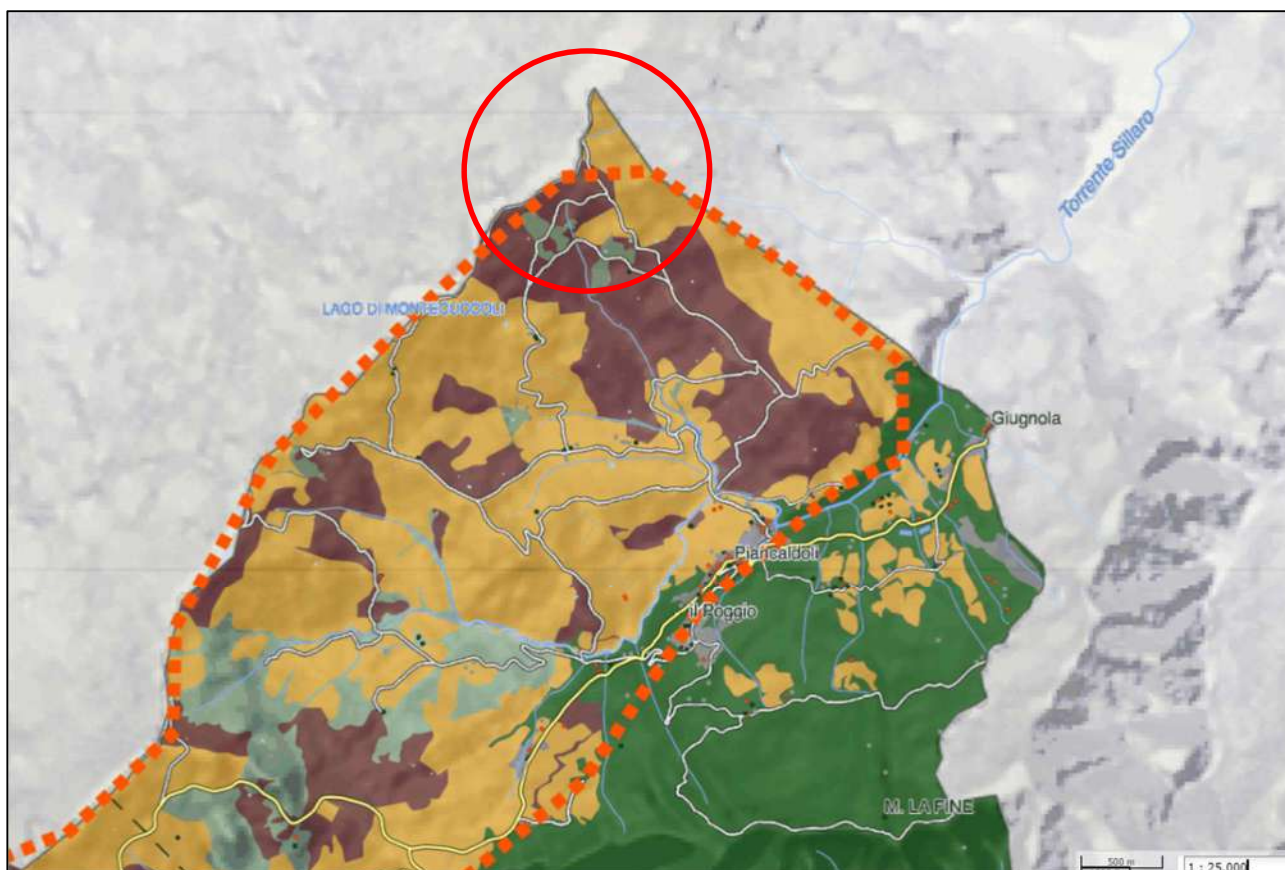 Torrente Sillaro
LAGO DI MONTECUCCOLI
Giugnola
Piancaldoli
il Poggio
M. LA FINE
500 m
1 : 25.000